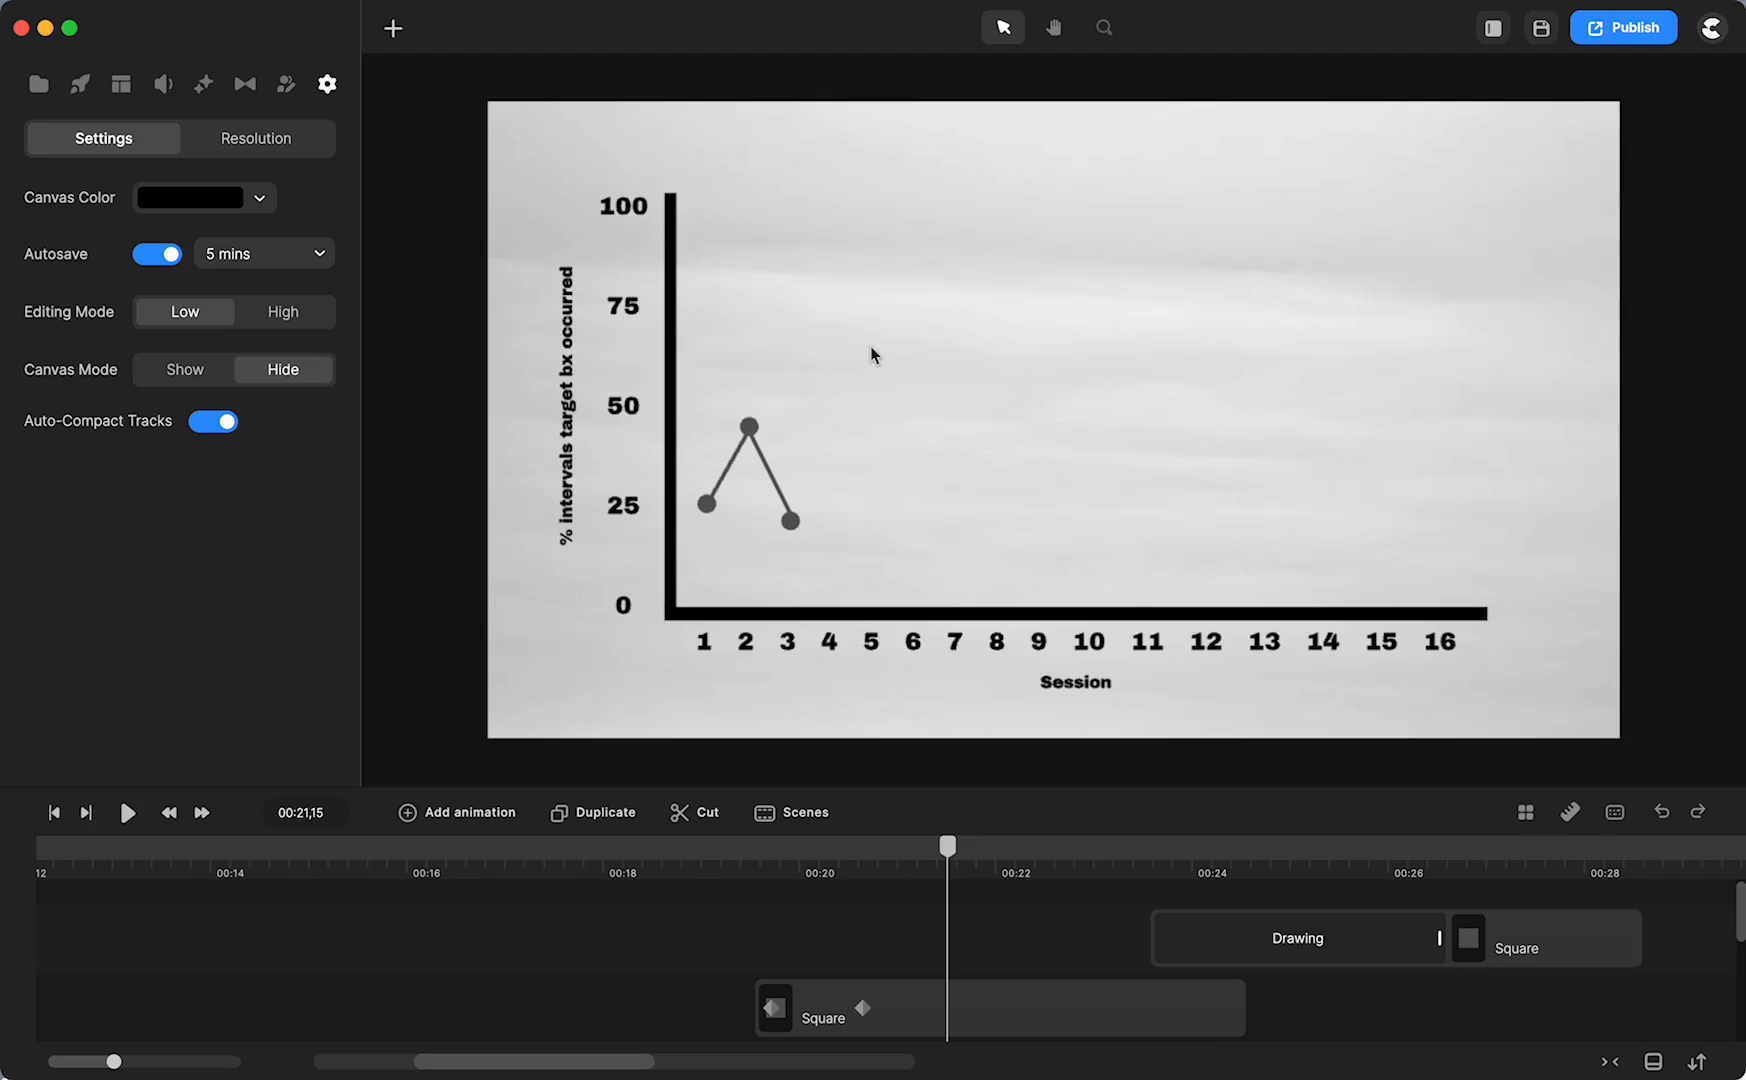 Publish
Settings
Resolution
Canvas Color
Autosave
5 mins
Editing Mode
Low
High
Canvas Mode
Show
Hide
Auto-Compact Tracks
100
75
50
25
0
% intervals target bx occurred
1 2 3 4 5 6 7 8 9 10 11 12 13 14 15 16
Session
00:21,15
Add animation
Duplicate
Cut
Scenes
12 00:14 00:16 00:18 00:20 00:22 00:24 00:26 00:28
Drawing
Square
Square